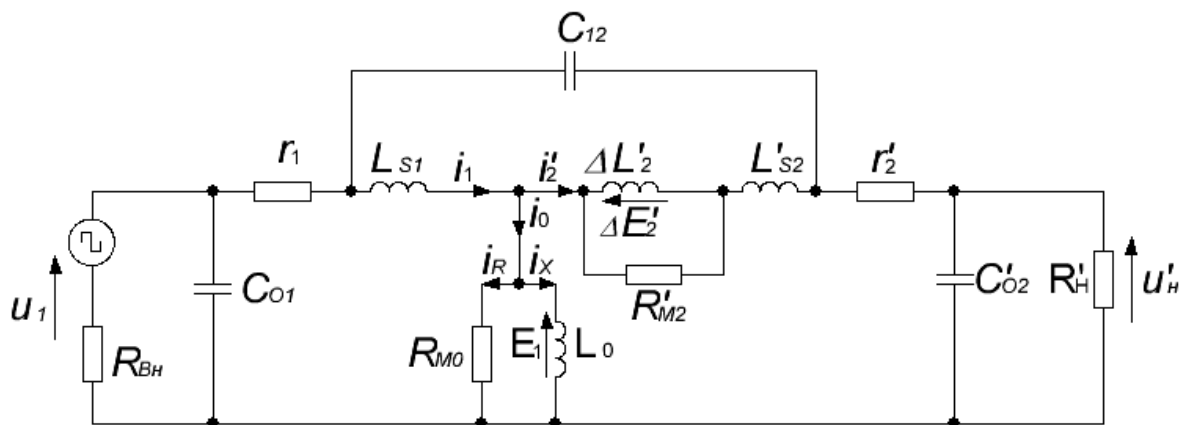 C12
r1
LS1
i1
i'2
ΔL'2
L'S2
r'2
i0
ΔE'2
u1
CO1
iR
iX
R'M2
C'O2
R'H
u'н
RBH
RM0
E1
L0